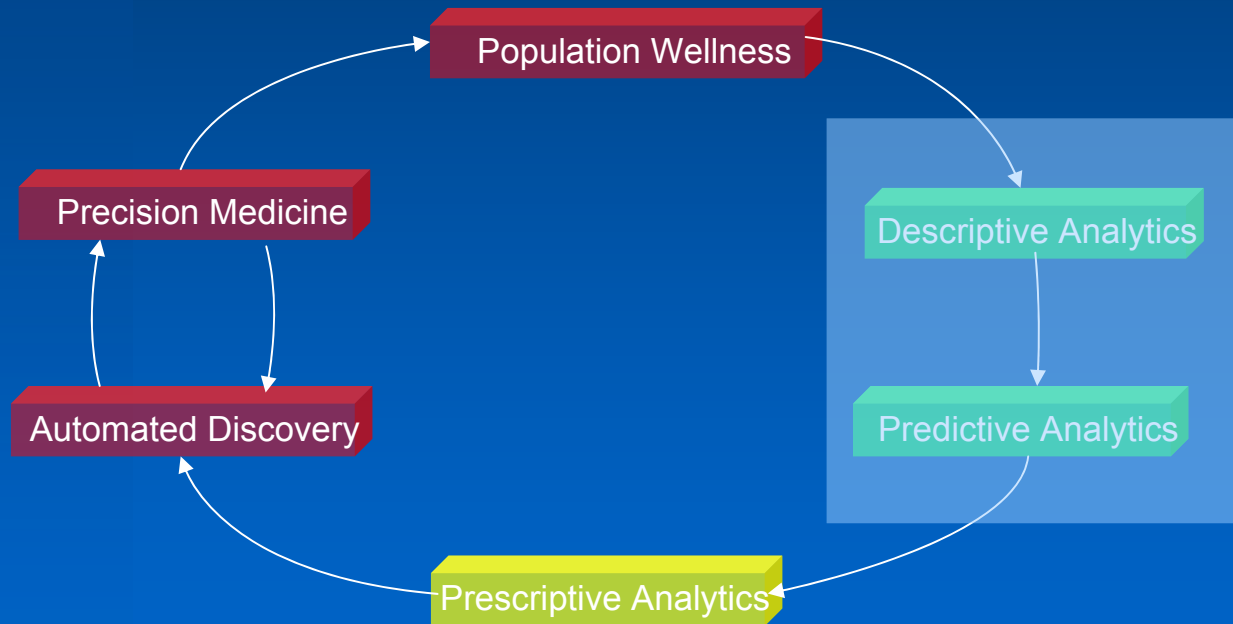 Population Wellness
Precision Medicine
Descriptive Analytics
Automated Discovery
Predictive Analytics
Prescriptive Analytics